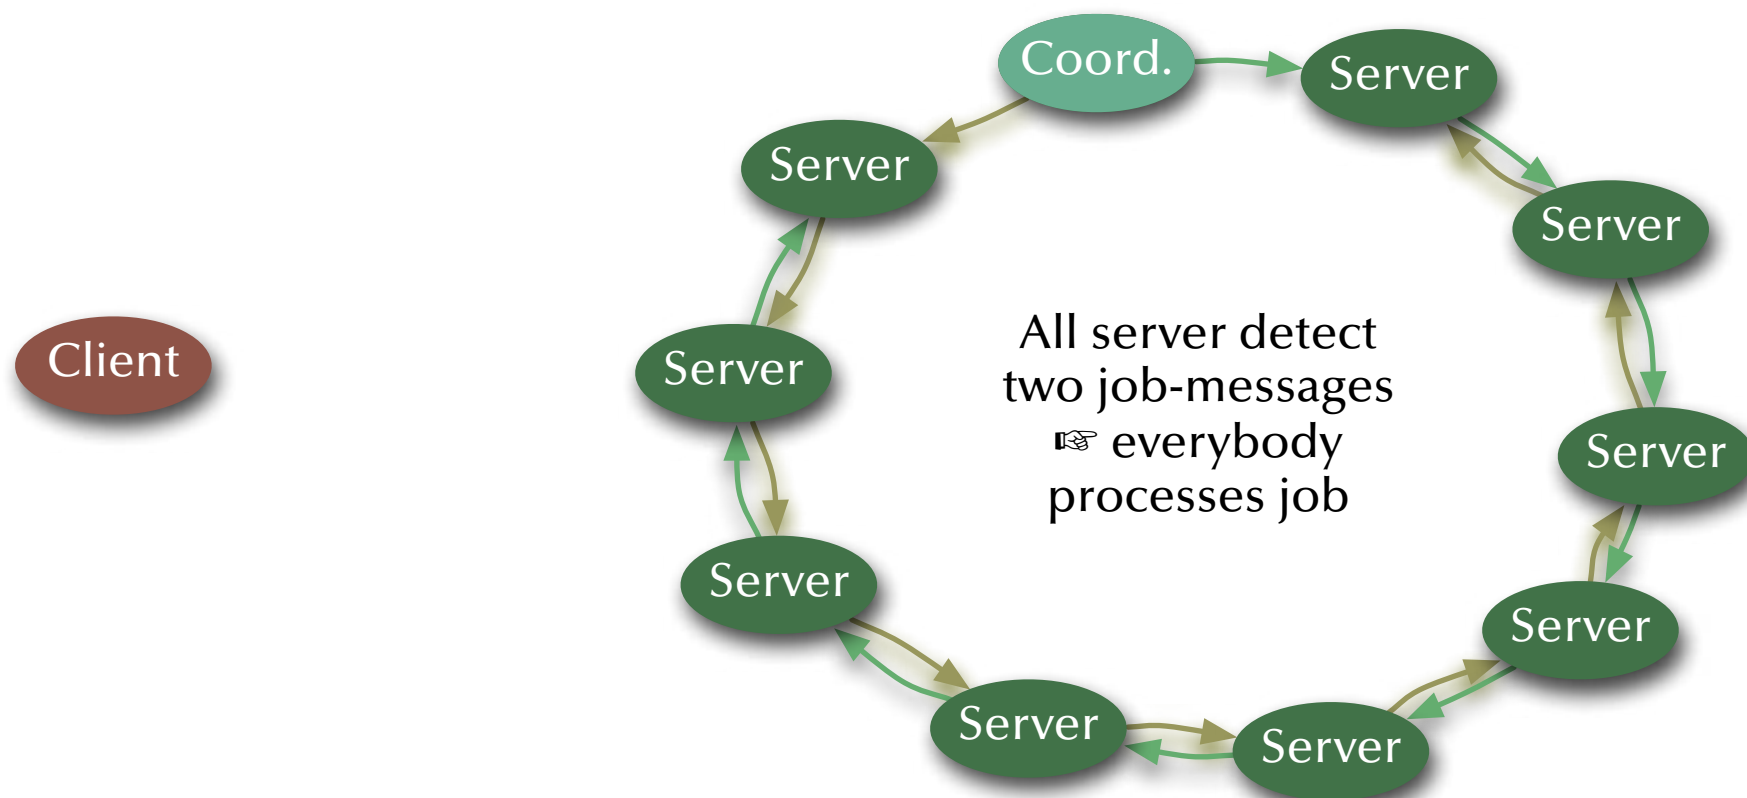 Coord.
Server
Server
Server
Client
Server
All server detect
two job-messages
☞ everybody
processes job
Server
Server
Server
Server
Server